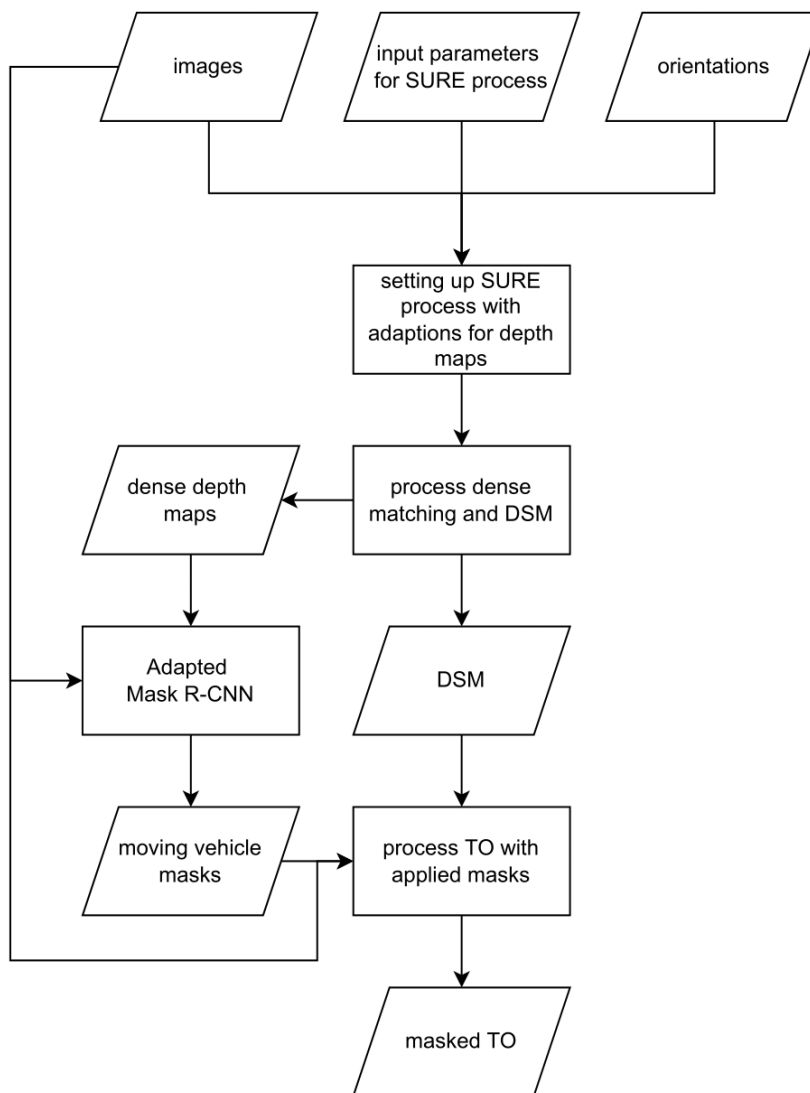 images
input parameters
for SURE process
orientations
setting up SURE
process with
adaptions for depth
maps
dense depth
maps
process dense
matching and DSM
Adapted
Mask R-CNN
DSM
moving vehicle
masks
process TO with
applied masks
masked TO